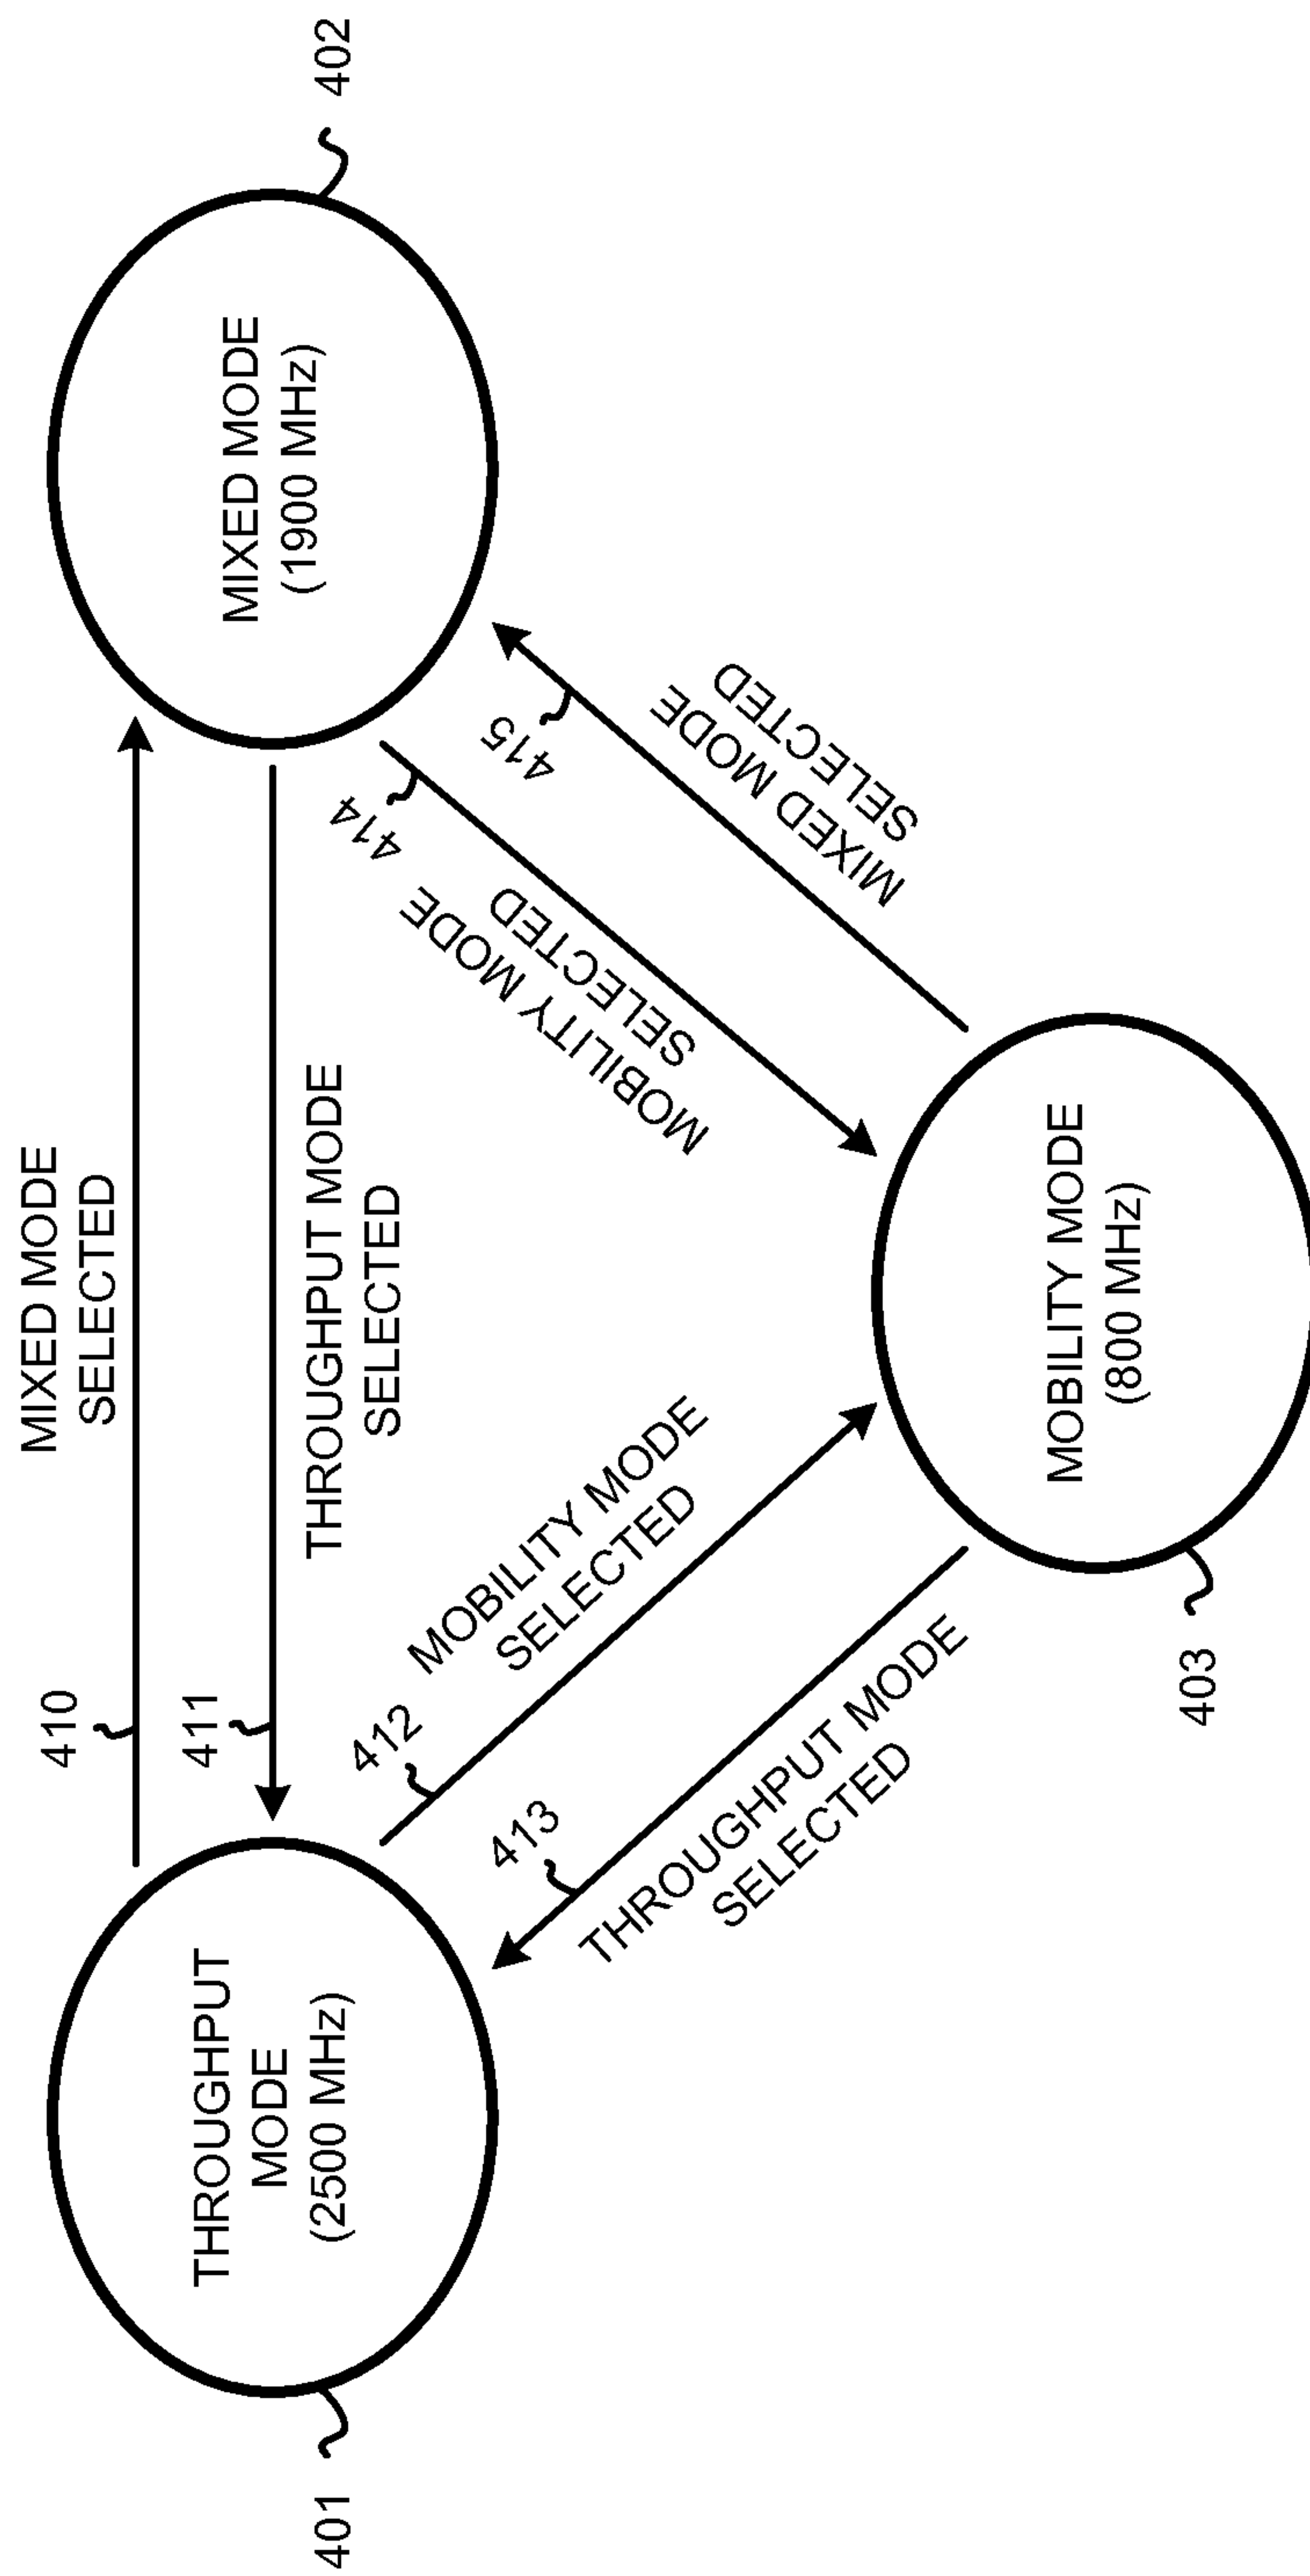 MIXED MODE
SELECTED
410
411
THROUGHPUT MODE
SELECTED
401
THROUGHPUT
MODE
(2500 MHz)
MIXED MODE
(1900 MHz)
402
412
MOBILITY MODE
SELECTED
413
THROUGHPUT MODE
SELECTED
414
MOBILITY MODE
SELECTED
415
MIXED MODE
SELECTED
403
MOBILITY MODE
(800 MHz)